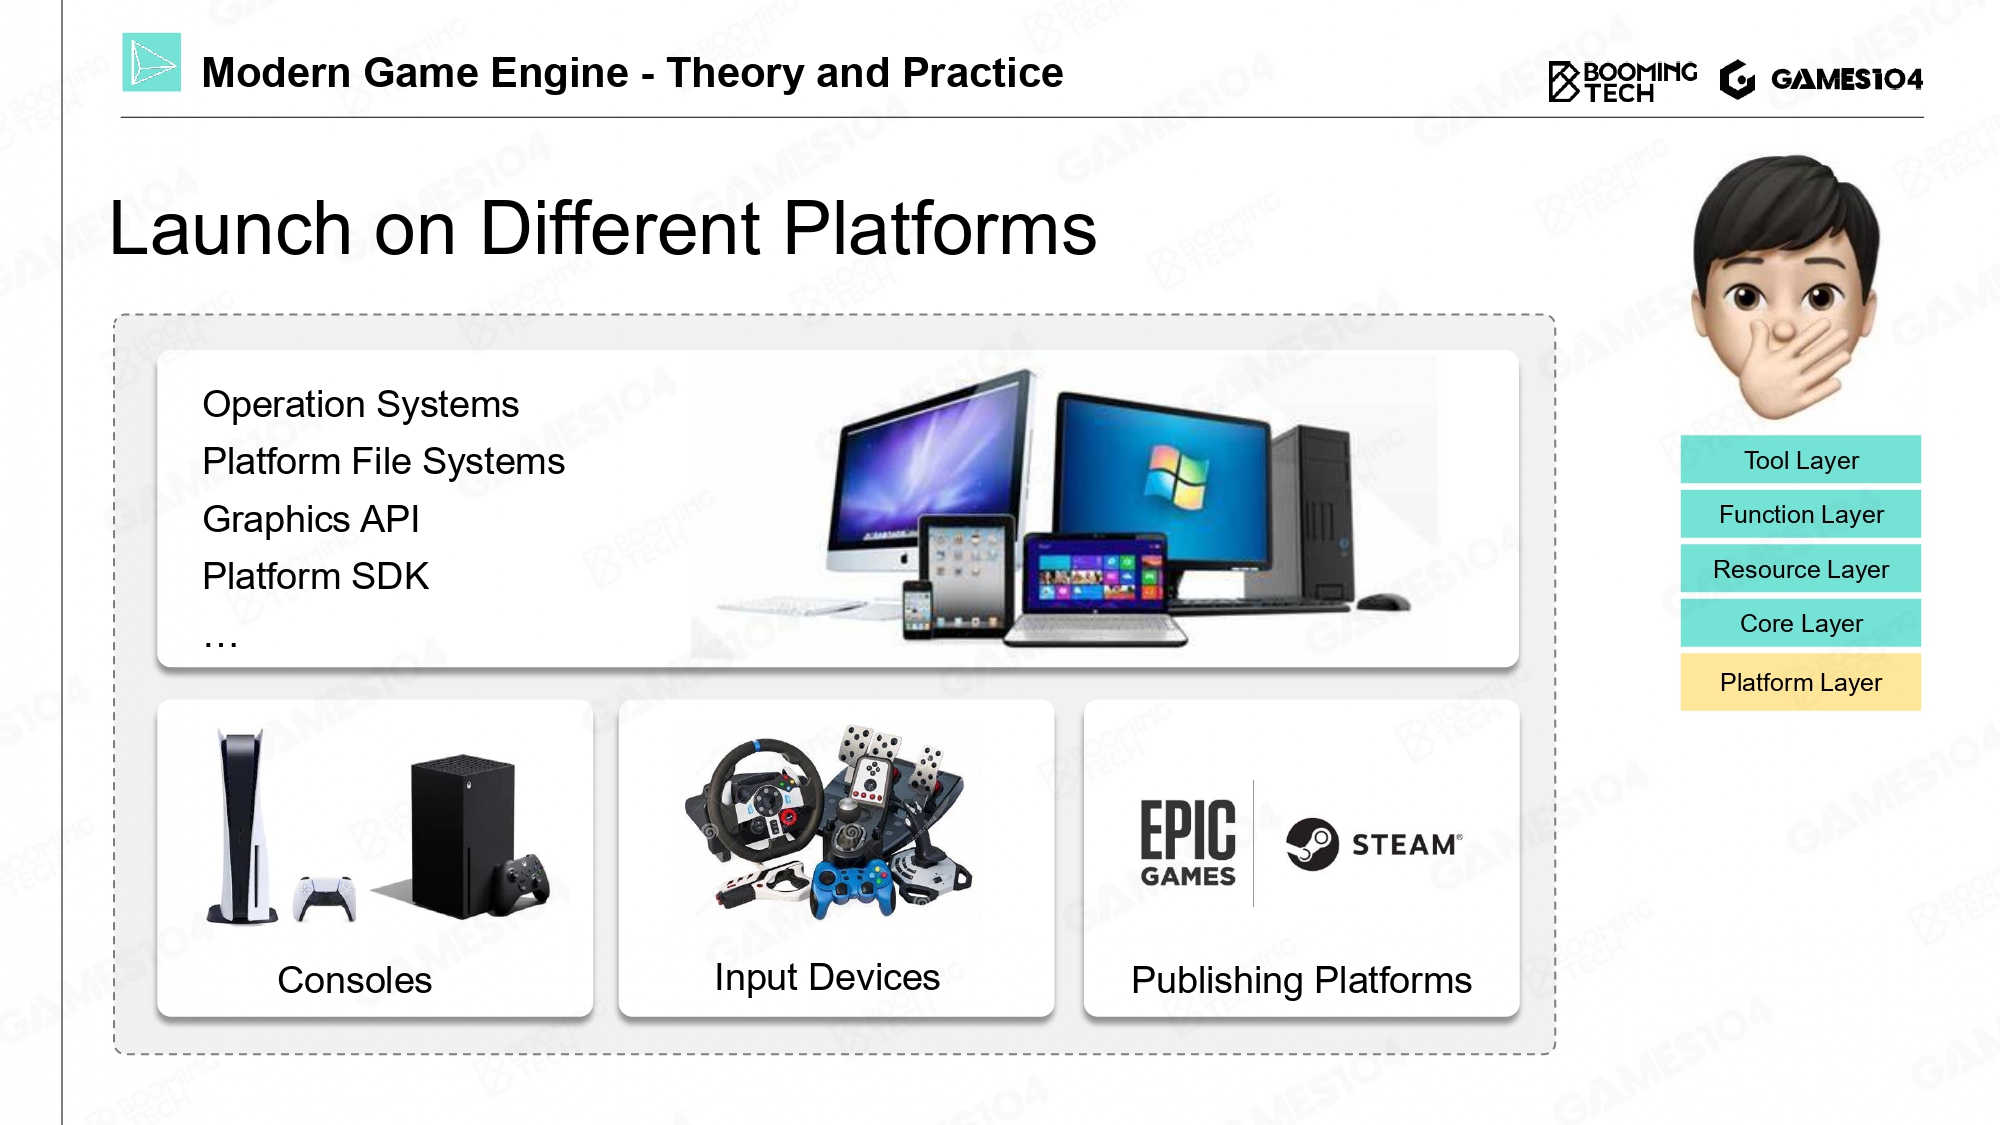 Modern Game Engine - Theory and Practice
BOOMING
TECH
GAMES104
Launch on Different Platforms
Operation Systems
Platform File Systems
Graphics API
Platform SDK
…
Consoles
Input Devices
EPIC
GAMES
STEAM®
Publishing Platforms
Tool Layer
Function Layer
Resource Layer
Core Layer
Platform Layer